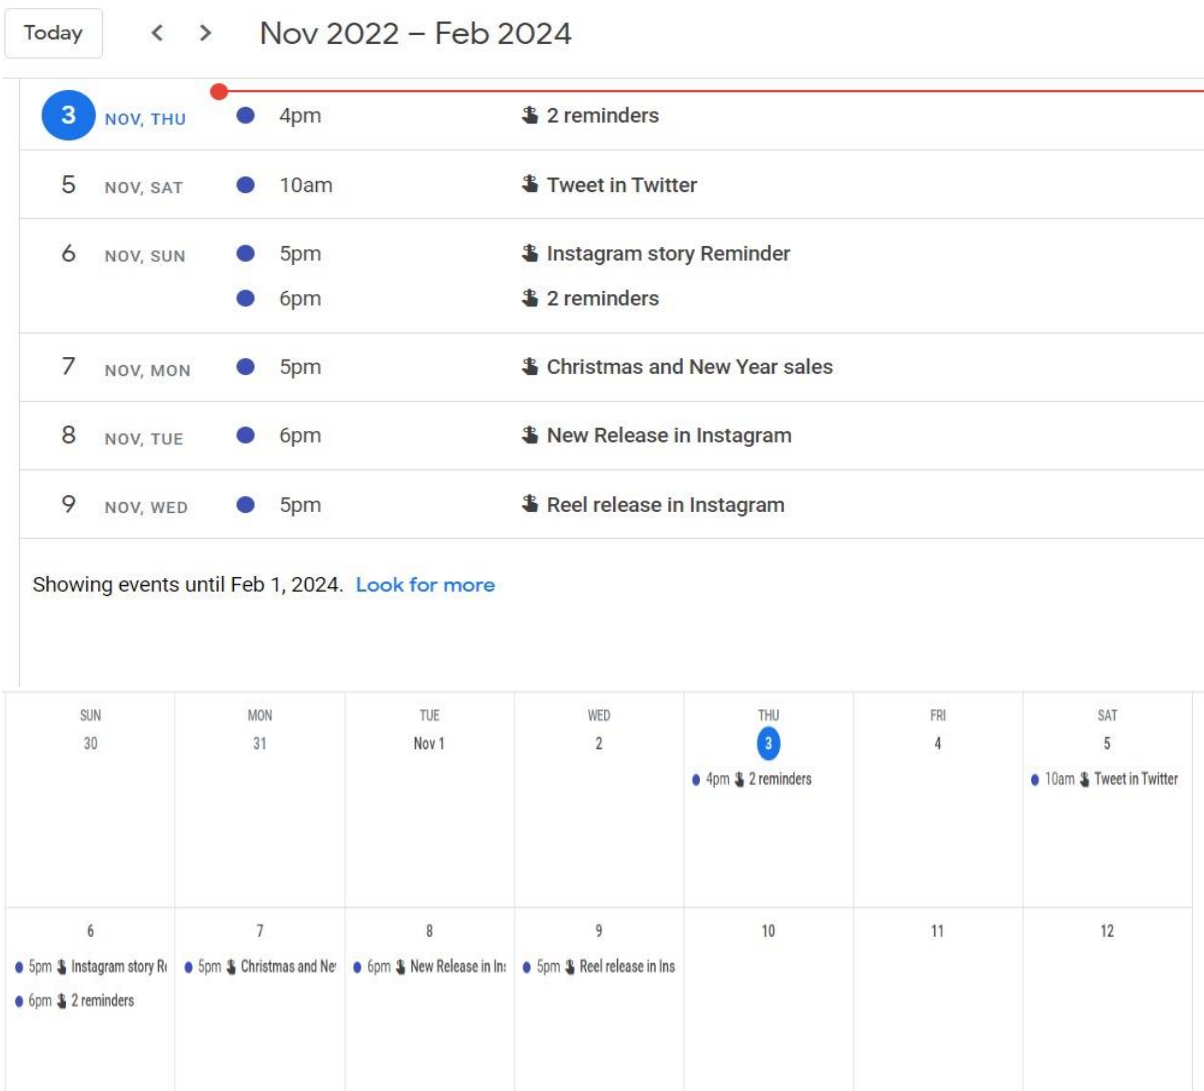 Today < > Nov 2022 – Feb 2024
3 NOV, THU 4pm 2 reminders
5 NOV, SAT 10am Tweet in Twitter
6 NOV, SUN 5pm Instagram story Reminder
6pm 2 reminders
7 NOV, MON 5pm Christmas and New Year sales
8 NOV, TUE 6pm New Release in Instagram
9 NOV, WED 5pm Reel release in Instagram
Showing events until Feb 1, 2024. Look for more
SUN MON TUE WED THU FRI SAT
30 31 Nov 1 2 3 4 5
4pm 2 reminders 10am Tweet in Twitter
6 7 8 9 10 11 12
5pm Instagram story R 5pm Christmas and Ne 6pm New Release in In 5pm Reel release in Ins
6pm 2 reminders